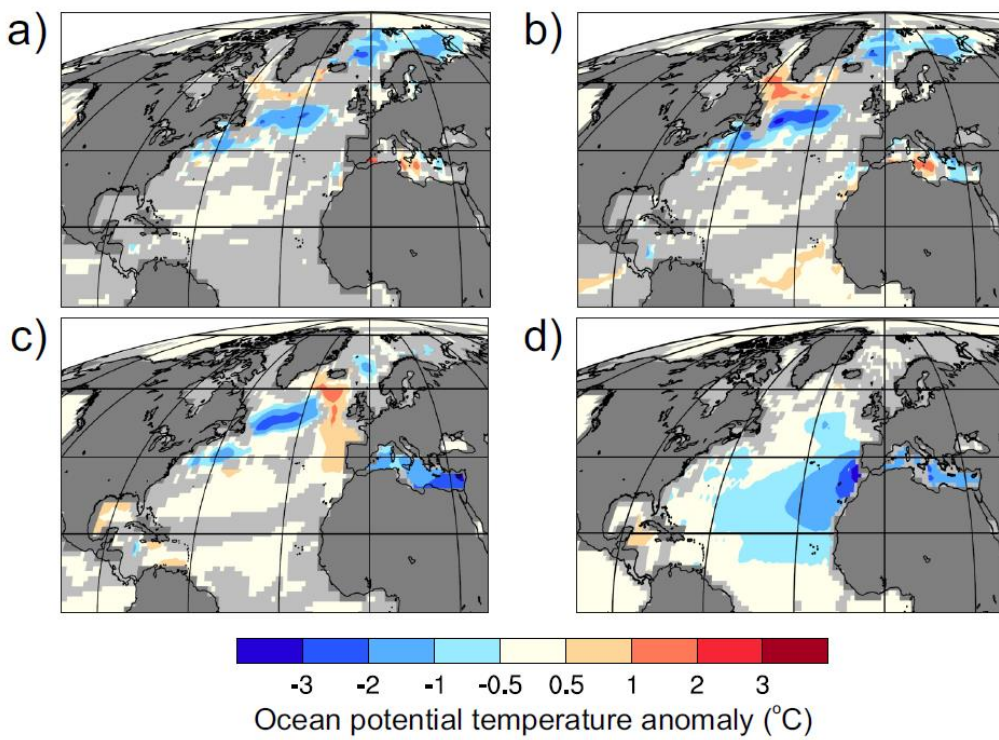 a)
b)
c)
d)
-3 -2 -1 -0.5 0.5 1 2 3
Ocean potential temperature anomaly (°C)